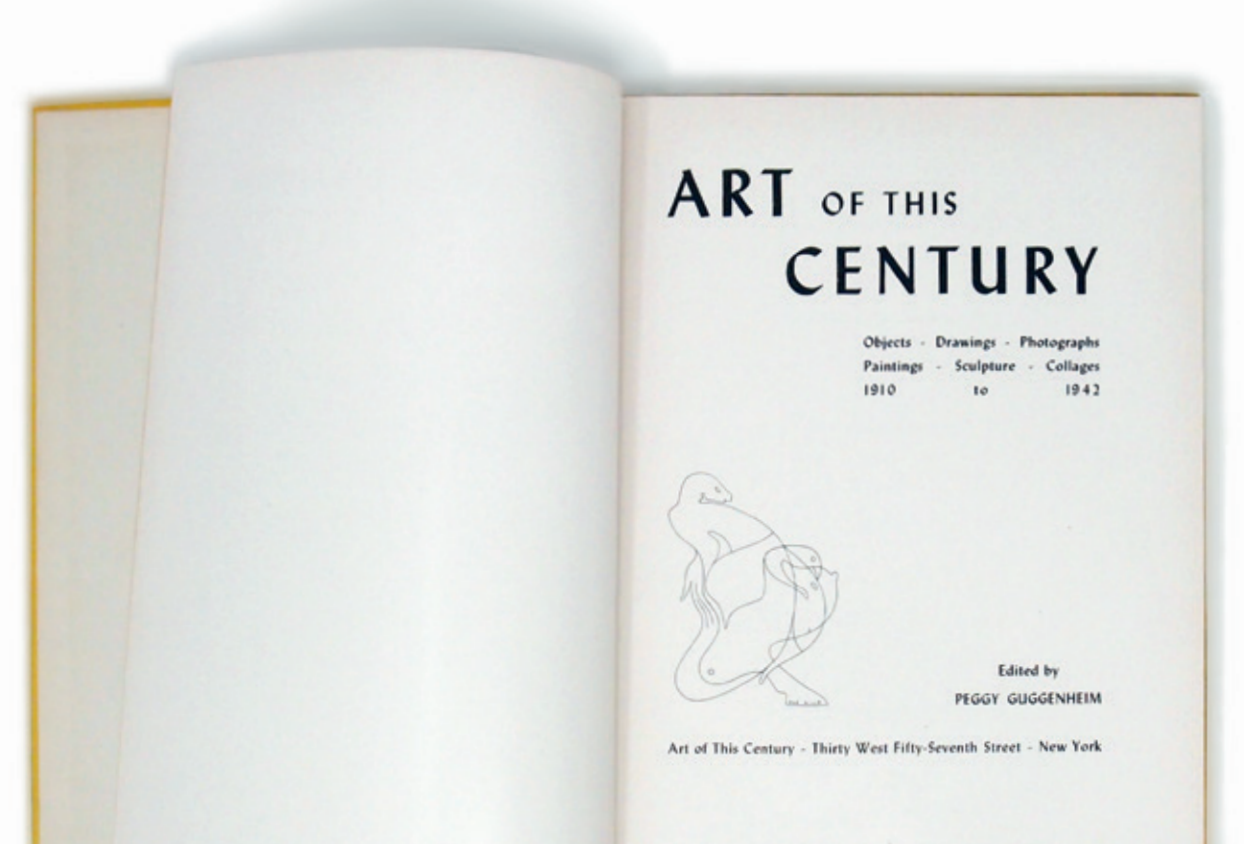 ART OF THIS
CENTURY
Objects - Drawings - Photographs
Paintings - Sculpture - Collages
1910 to 1942
Edited by
PEGGY GUGGENHEIM
Art of This Century - Thirty West Fifty-Seventh Street - New York